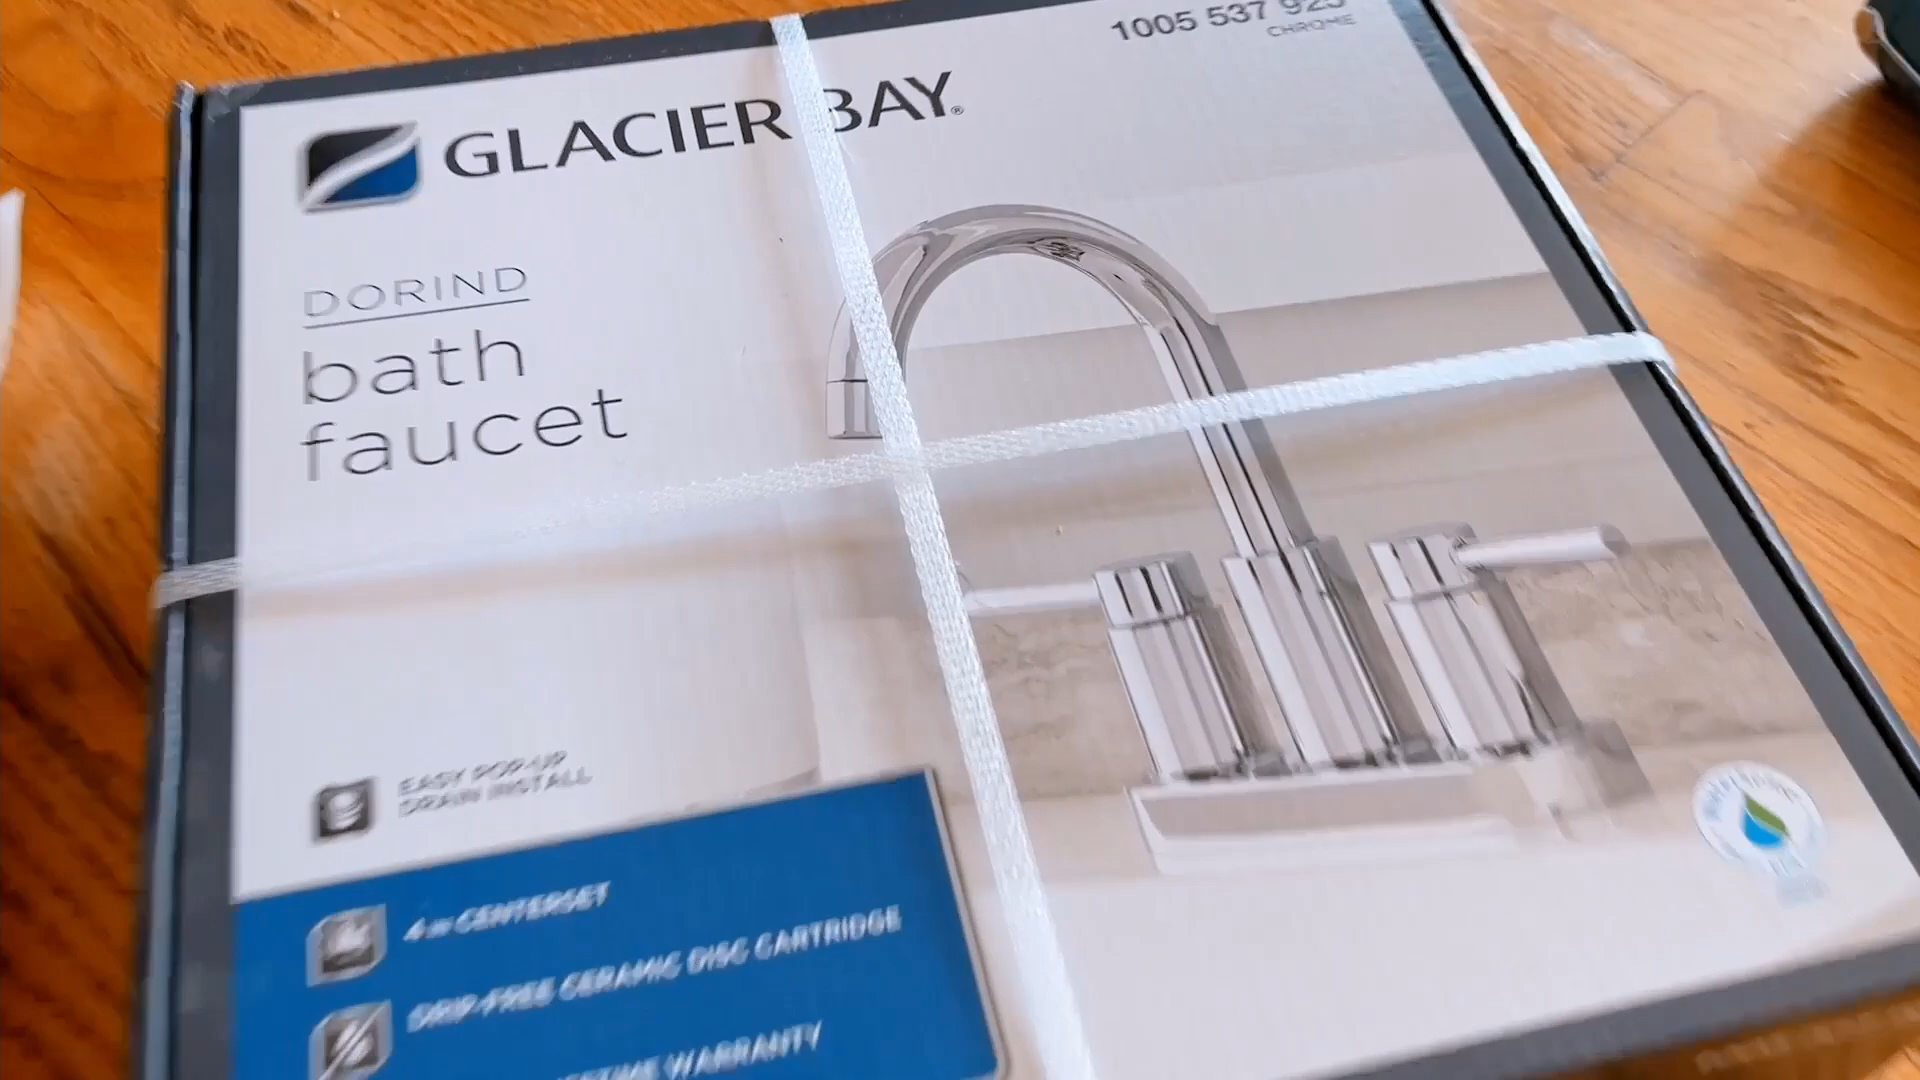 1005 537 925
CHROME
GLACIER BAY®
DORIND
bath
faucet
EASY POP-UP
DRAIN INSTALL
4 IN CENTERSET
DRIP-FREE CERAMIC DISC CARTRIDGE
WARRANTY